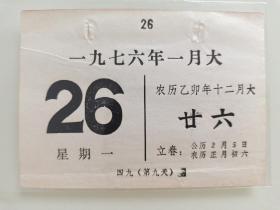 26
一九七六年一月大
26
星期一
农历乙卯年十二月大
廿六
立春：公历2月5日
农历正月初六
四九（第九天）